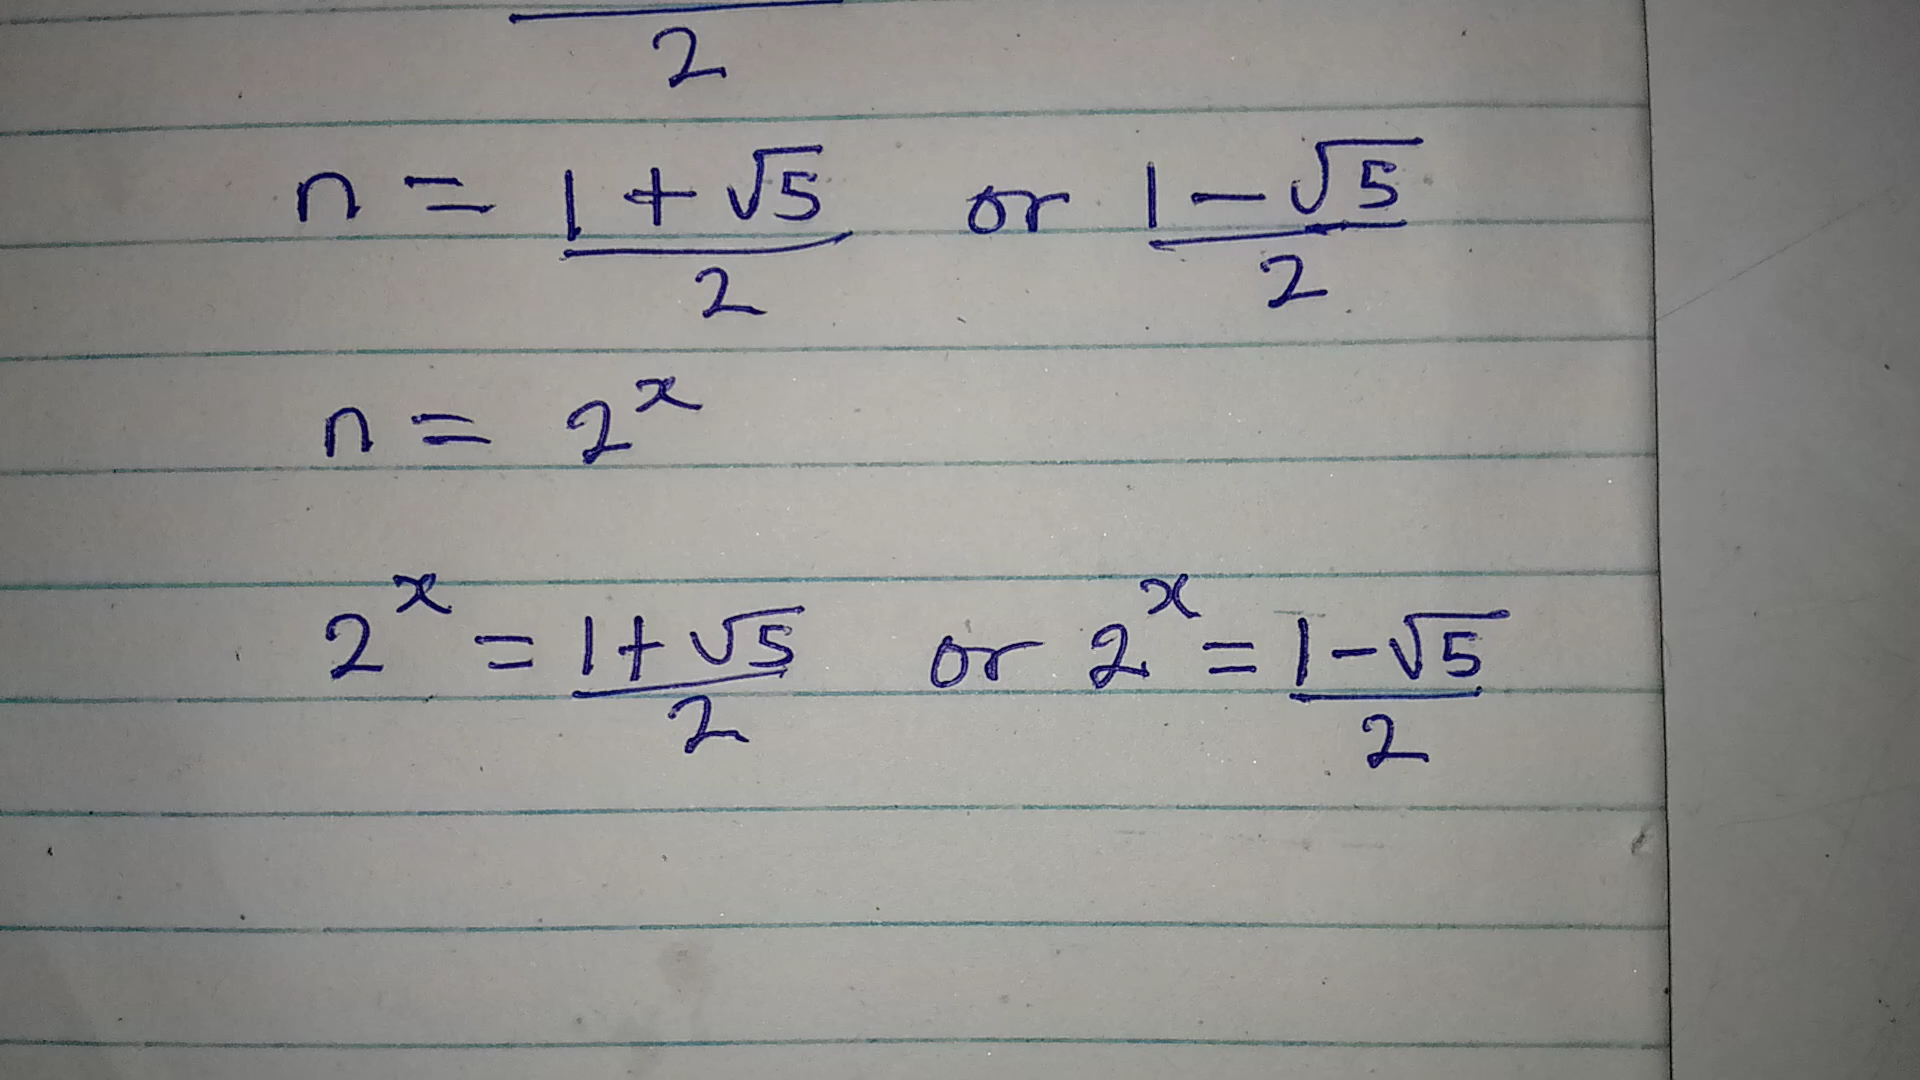 2
n = 1 + √5 or 1 - √5
2 2
n = 2^x
2^x = 1 + √5 or 2^x = 1 - √5
2 2